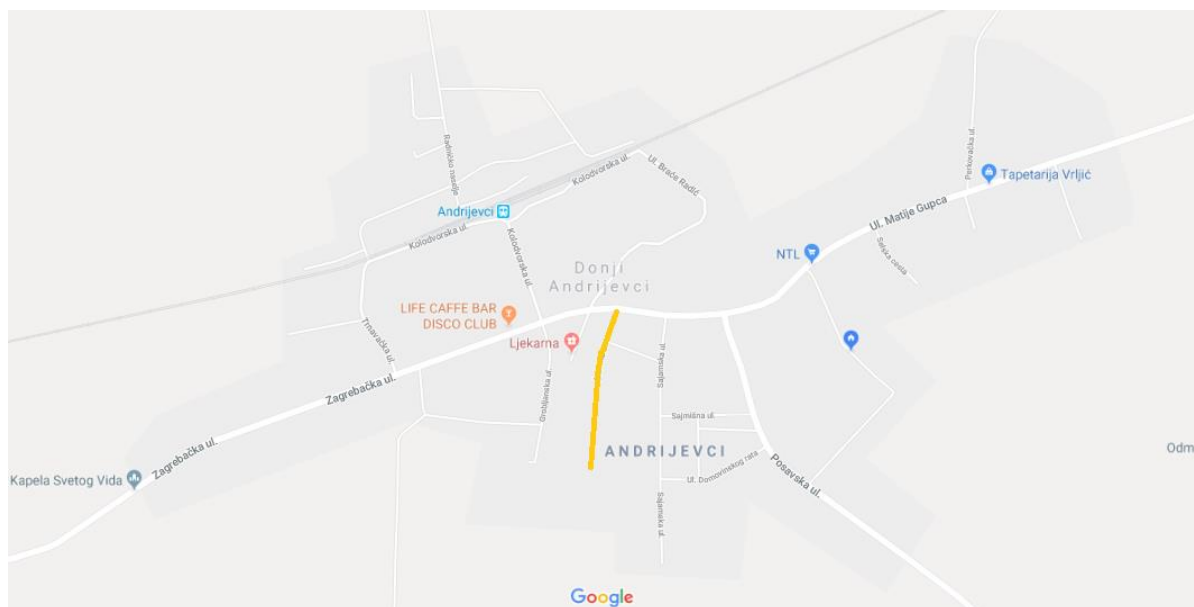 Radničko naselje
Kolodvorska ul.
Ul. Braće Radić
Perkovačka ul.
Tapetarija Vrljić
Andrijevci
Kolodvorska ul.
Kolodvorska ul.
Ul. Matije Gupca
Selska cesta
NTL
Donji
Andrijevci
LIFE CAFFE BAR
DISCO CLUB
Ljekarna
Trnavačka ul.
Zagrebačka ul.
Grobljanska ul.
Sajamska ul.
Sajmišna ul.
ANDRIJEVCI
Zagrebačka ul.
Kapela Svetog Vida
Ul. Domovinskog rata
Posavska ul.
Sajamska ul.
Odm
Google